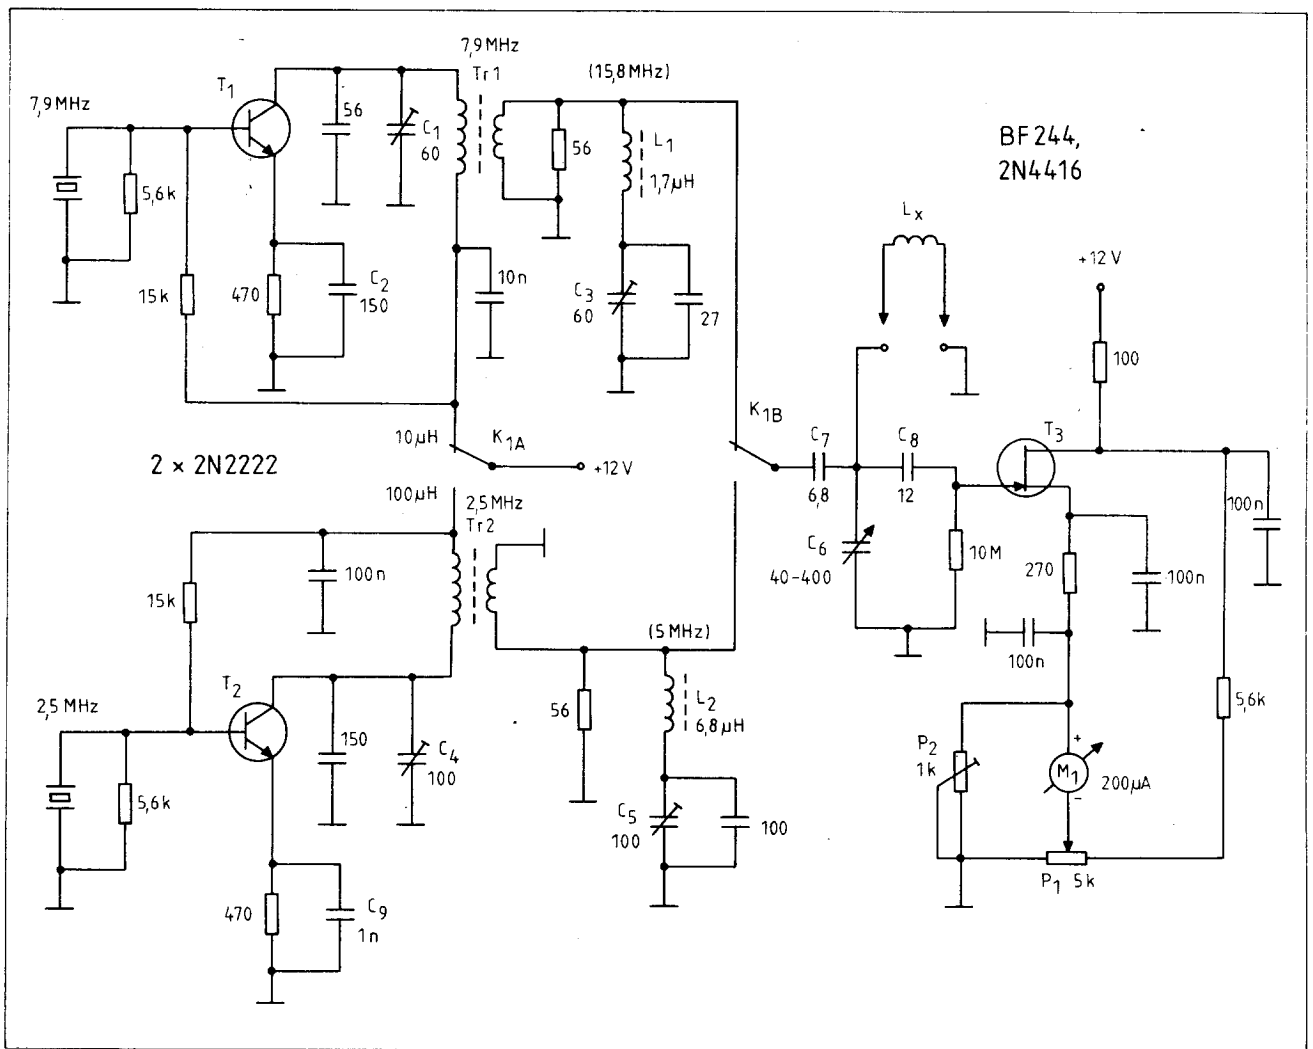 7,9 MHz
T1
7,9 MHz
Tr1
(15,8 MHz)
56
C1
60
56
L1
1,7µH
5,6k
15k
470
C2
150
10n
C3
60
27
BF 244,
2N4416
Lx
+12 V
100
10µH
K1A
+12 V
100µH
2 × 2N2222
K1B
C7
6,8
C8
12
T3
100n
C6
40-400
10M
270
100n
100n
5,6k
2,5 MHz
Tr2
100n
15k
(5 MHz)
T2
2,5 MHz
5,6k
150
C4
100
56
L2
6,8µH
C5
100
100
P2
1k
+
M1
-
200µA
P1 5k
470
C9
1n